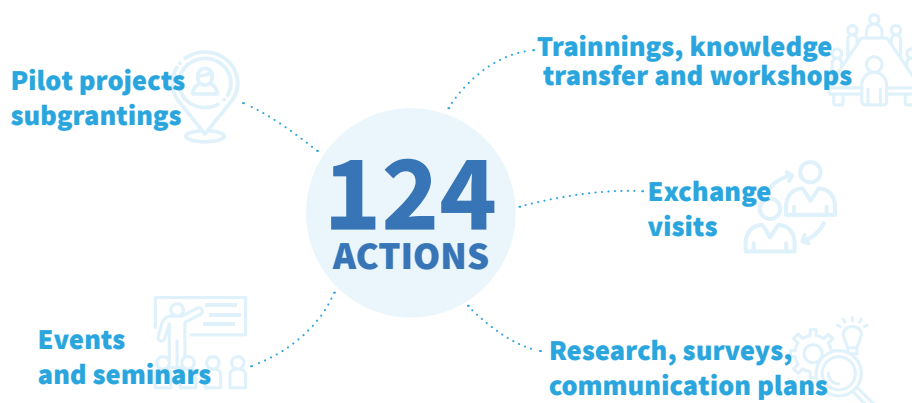 Pilot projects
subgrantings
Trainnings, knowledge
transfer and workshops
124
ACTIONS
Exchange
visits
Events
and seminars
Research, surveys,
communication plans